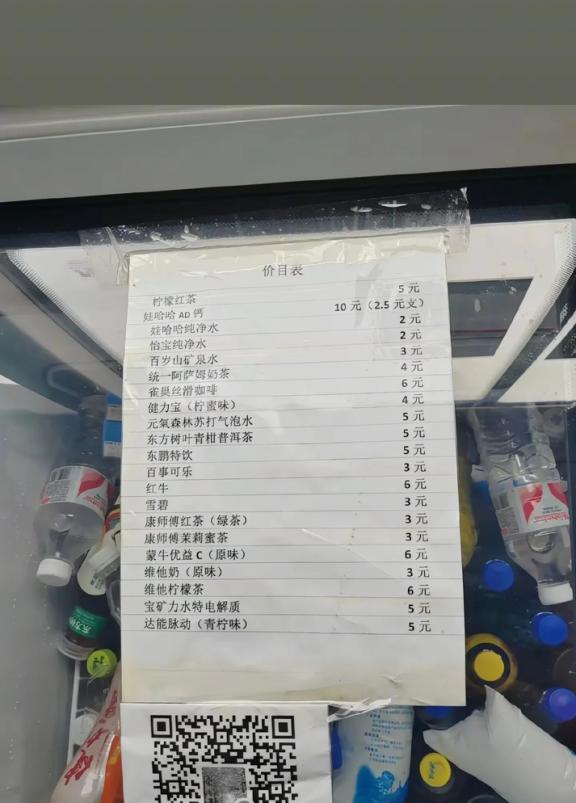 价目表
柠檬红茶 5 元
娃哈哈 AD 钙 10 元（2.5 元支）
娃哈哈纯净水 2 元
怡宝纯净水 2 元
百岁山矿泉水 3 元
统一阿萨姆奶茶 4 元
雀巢丝滑咖啡 6 元
健力宝（柠蜜味） 4 元
元氣森林苏打气泡水 5 元
东方树叶青柑普洱茶 5 元
东鹏特饮 5 元
百事可乐 3 元
红牛 6 元
雪碧 3 元
康师傅红茶（绿茶） 3 元
康师傅茉莉蜜茶 3 元
蒙牛优益 C（原味） 6 元
维他奶（原味） 3 元
维他柠檬茶 6 元
宝矿力水特电解质 5 元
达能脉动（青柠味） 5 元